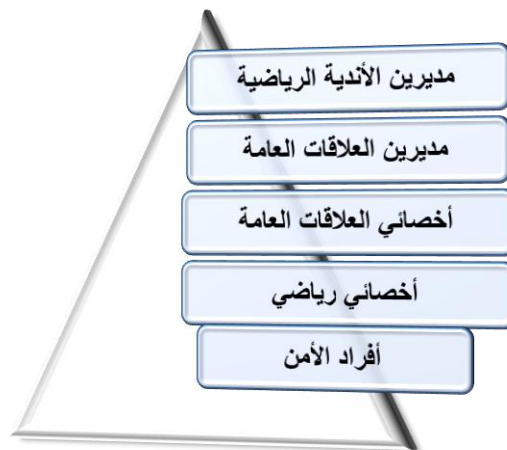 مديرين الأندية الرياضية
مديرين العلاقات العامة
أخصائي العلاقات العامة
أخصائي رياضي
أفراد الأمن